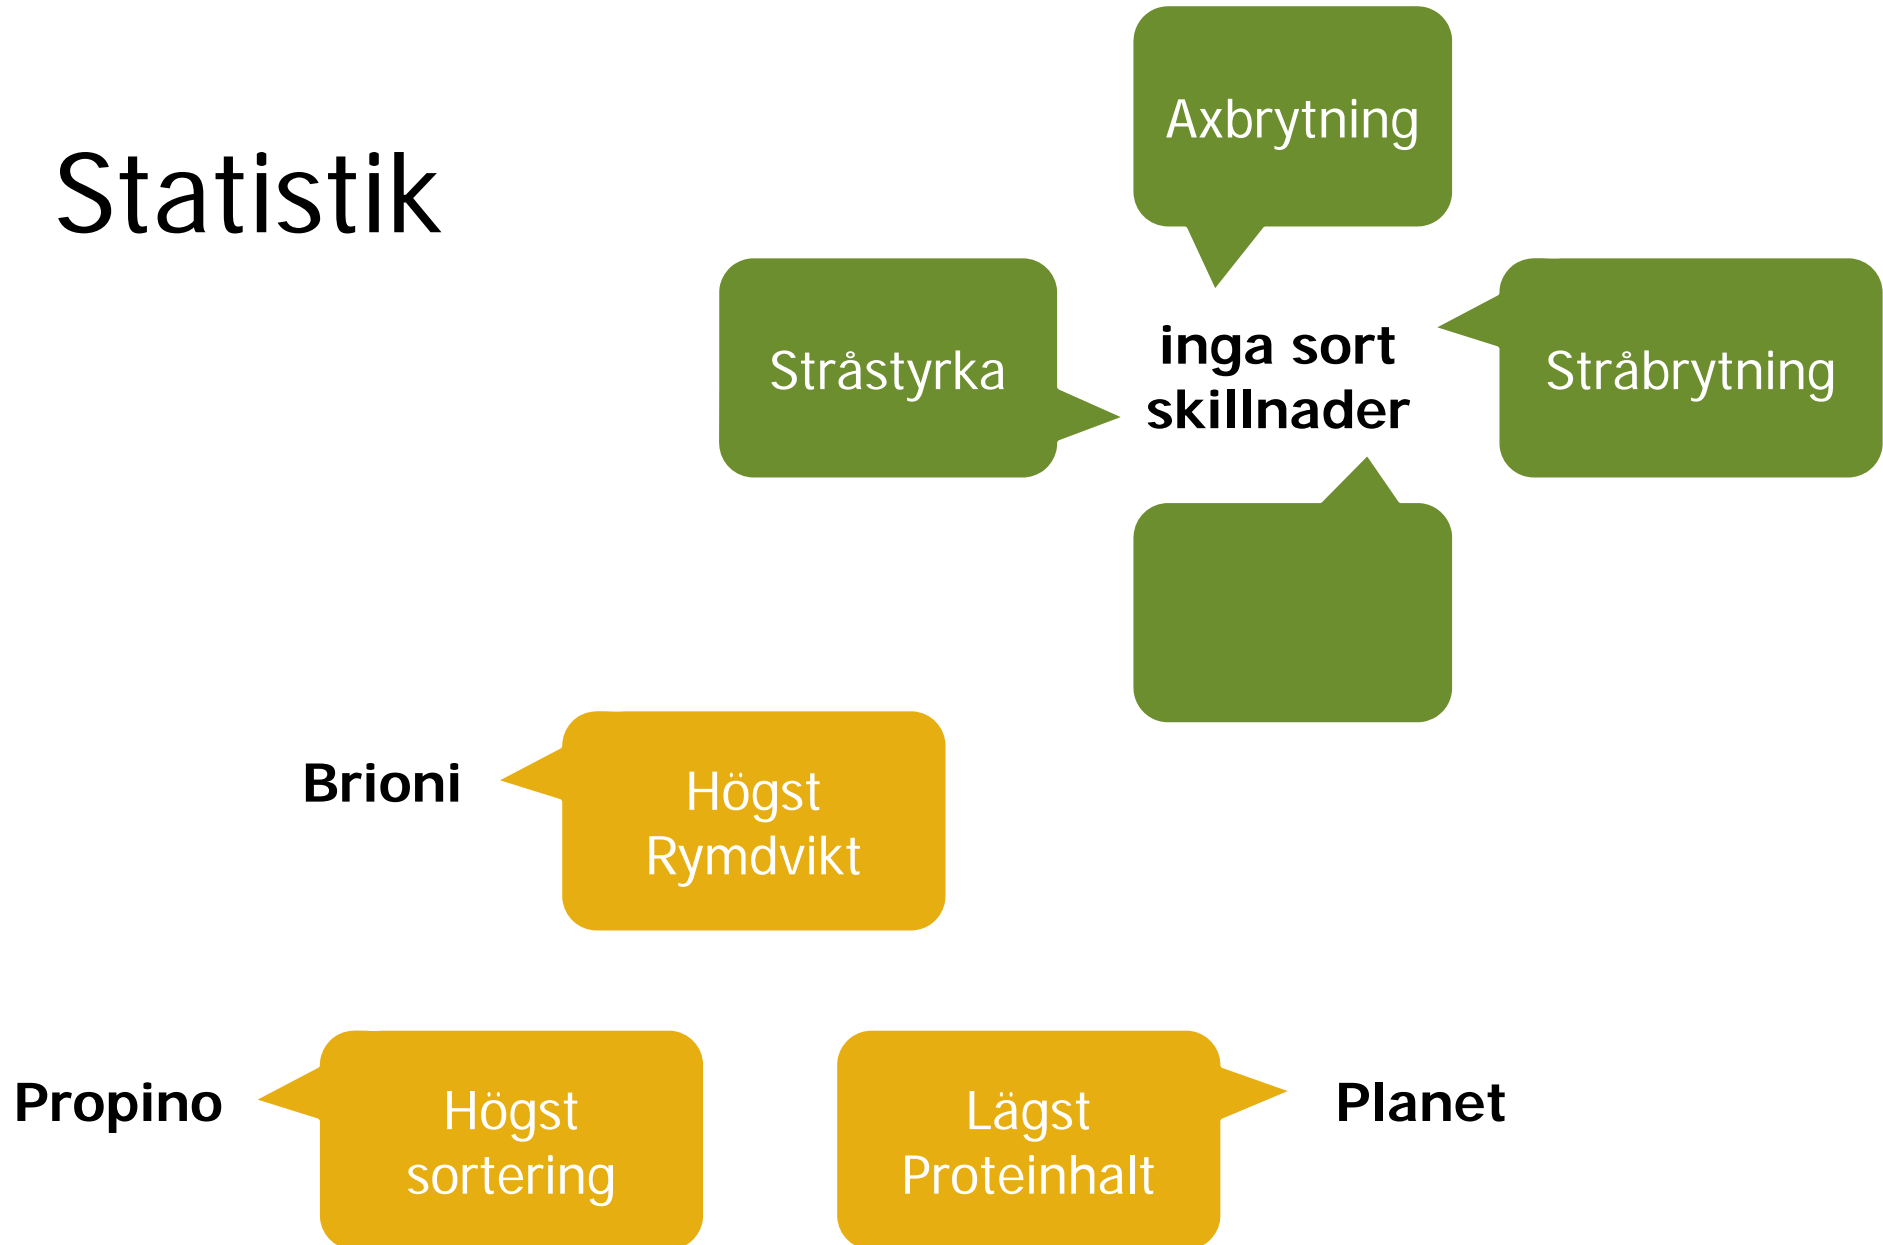 Statistik
Axbrytning
Stråstyrka
inga sort
skillnader
Stråbrytning
Brioni
Högst
Rymdvikt
Propino
Högst
sortering
Lägst
Proteinhalt
Planet